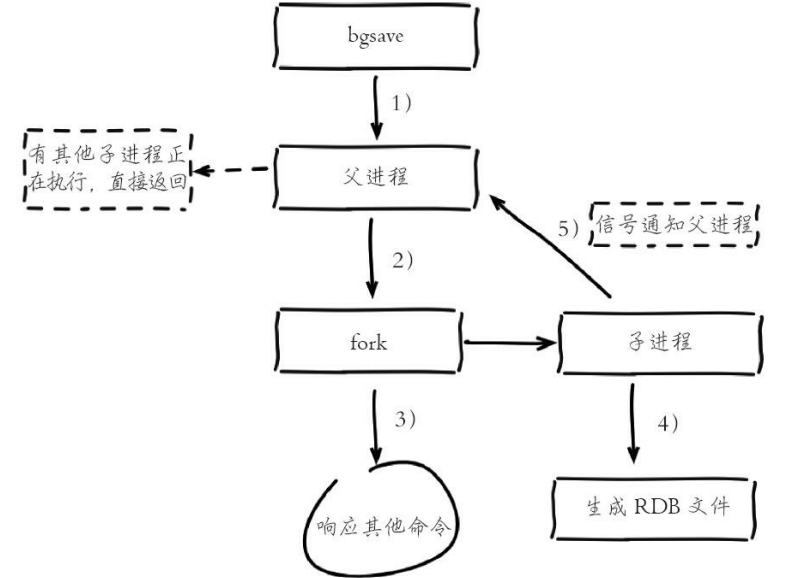 bgsave
1)
有其他子进程正
在执行，直接返回
父进程
5)
信号通知父进程
2)
fork
子进程
3)
4)
响应其他命令
生成 RDB 文件